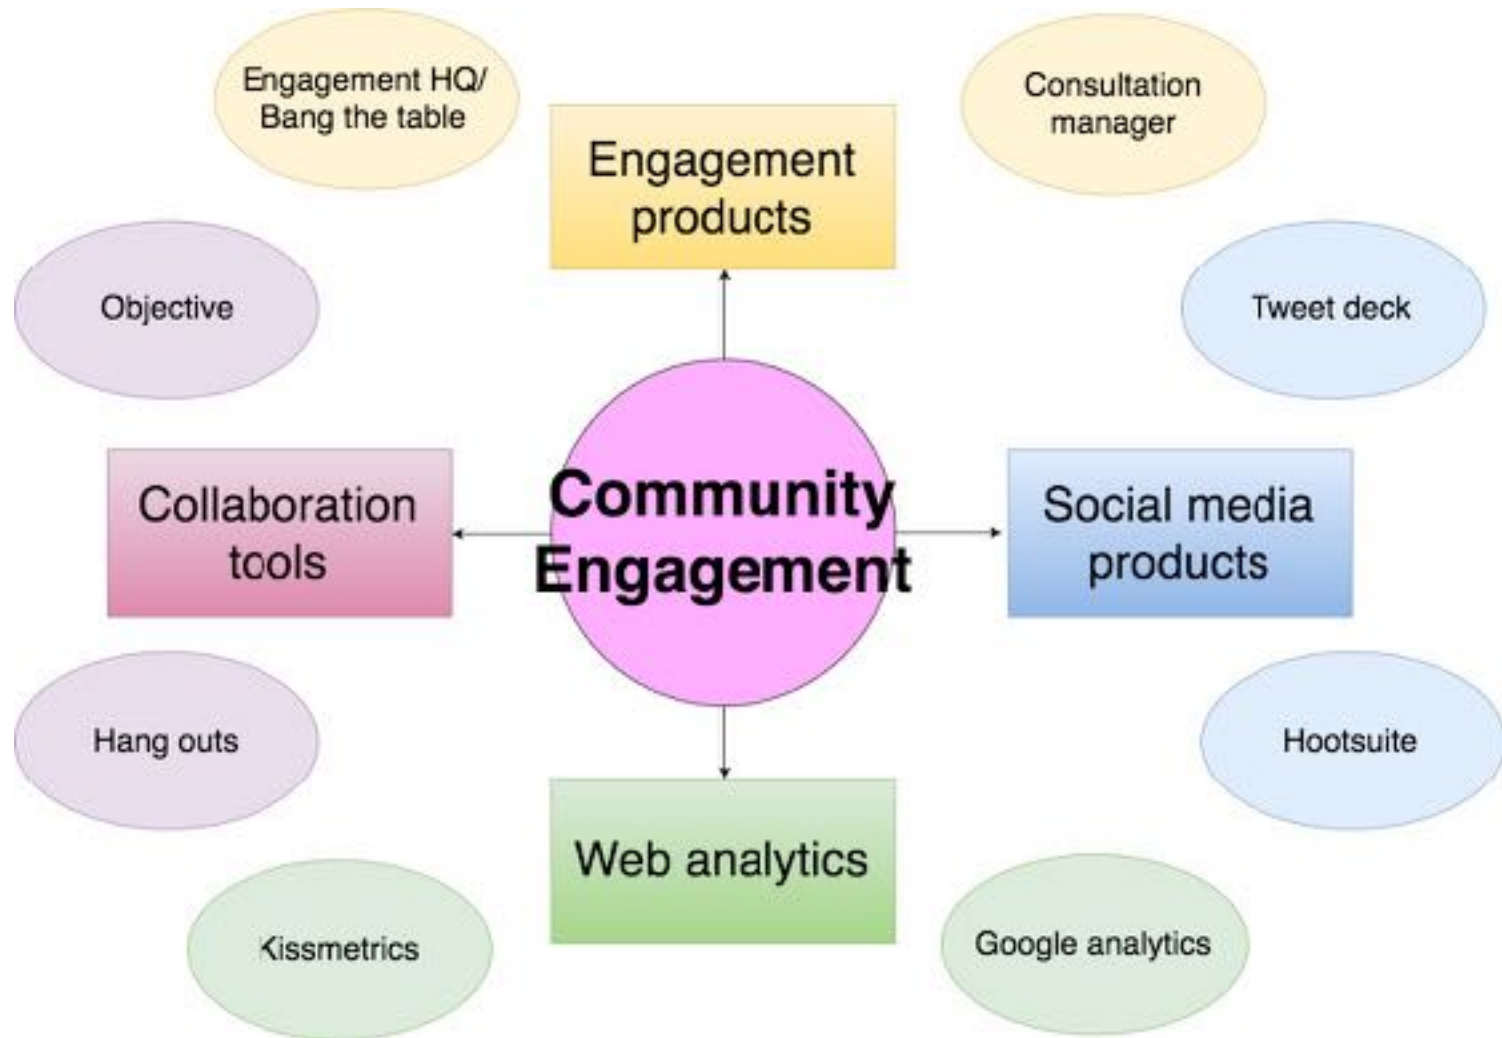 Engagement HQ/
Bang the table
Consultation
manager
Engagement
products
Objective
Tweet deck
Collaboration
tools
Community
Engagement
Social media
products
Hang outs
Hootsuite
Web analytics
Kissmetrics
Google analytics